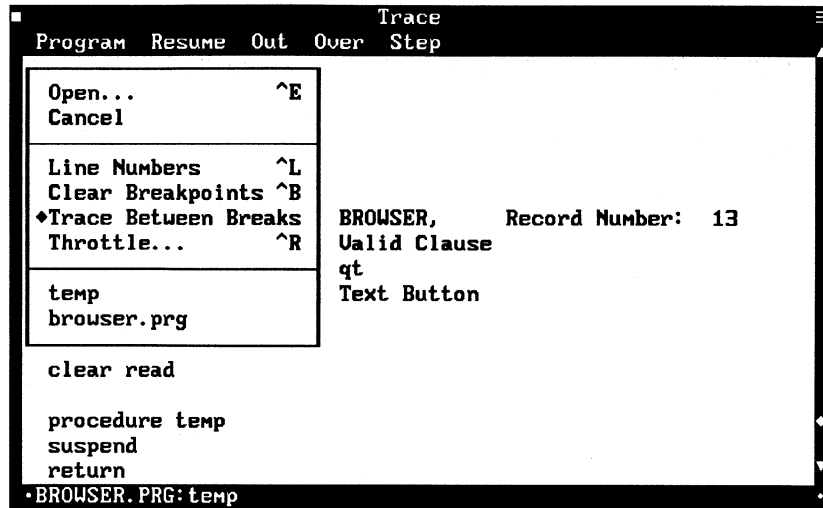 Trace
Program Resume Out Over Step
Open... ^E
Cancel
Line Numbers ^L
Clear Breakpoints ^B
◆Trace Between Breaks
Throttle... ^R
temp
browser.prg
BROWSER, Record Number: 13
Valid Clause
qt
Text Button
clear read
procedure temp
suspend
return
·BROWSER.PRG:temp